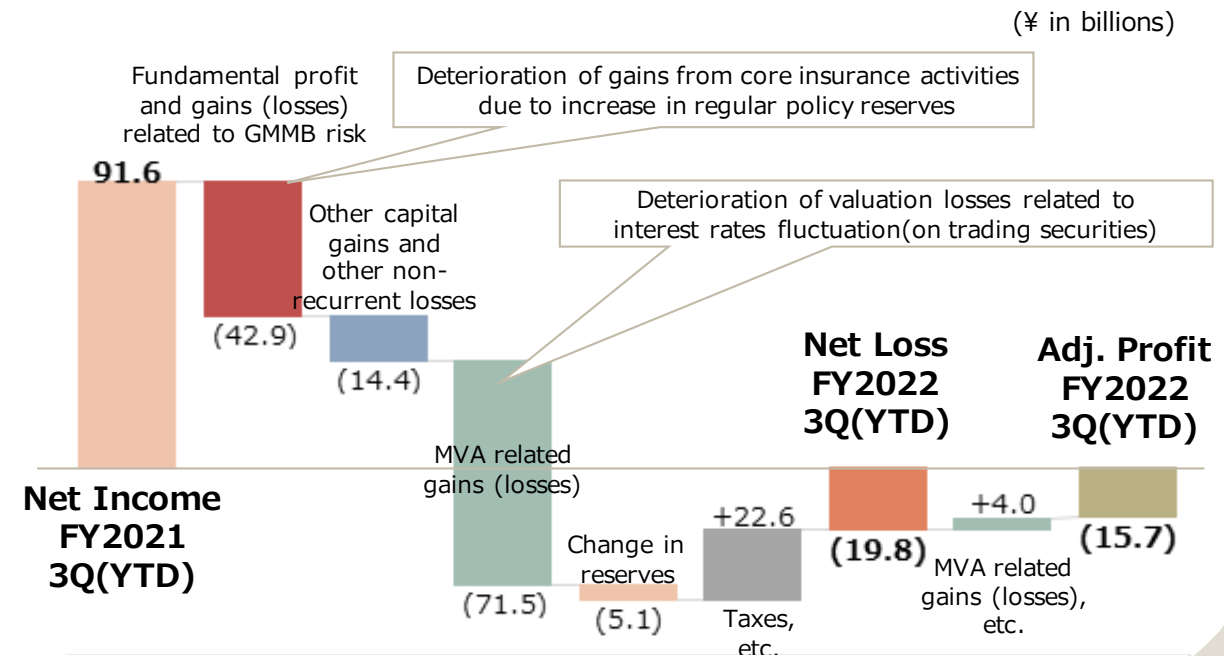 (¥ in billions)
Fundamental profit
and gains (losses)
related to GMMB risk
Deterioration of gains from core insurance activities
due to increase in regular policy reserves
91.6
Deterioration of valuation losses related to
interest rates fluctuation(on trading securities)
Other capital
gains and
other non-
recurrent losses
(42.9)
(14.4)
Net Loss
FY2022
3Q(YTD)
Adj. Profit
FY2022
3Q(YTD)
MVA related
gains (losses)
Net Income
FY2021
3Q(YTD)
(71.5)
Change in
reserves
(5.1)
+22.6
Taxes,
etc.
(19.8)
+4.0
MVA related
gains (losses),
etc.
(15.7)